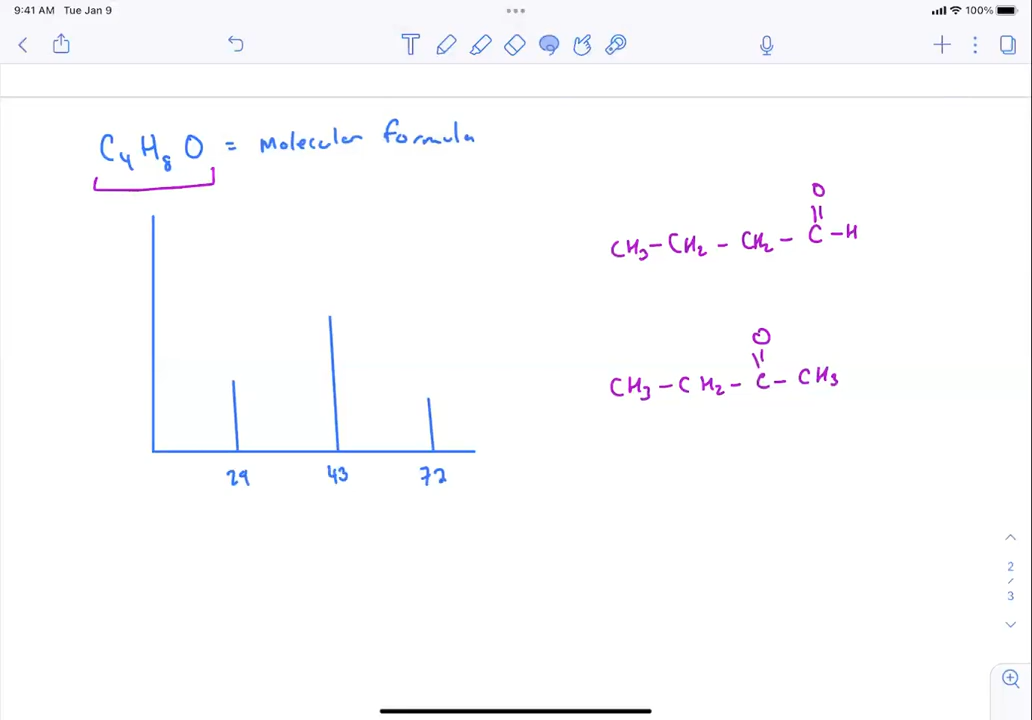 9:41 AM Tue Jan 9
100%
C₄H₈O = Molecular formula
O
||
CH₃-CH₂-CH₂-C-H
O
||
CH₃-CH₂-C-CH₃
29 43 72
2
/
3